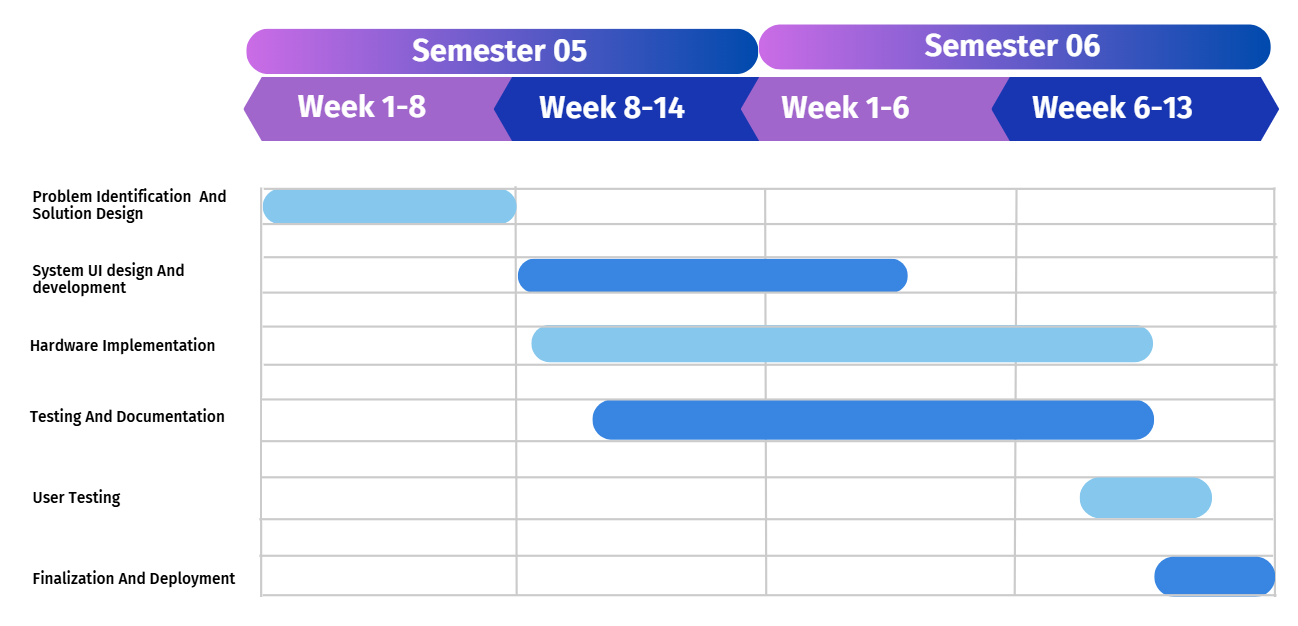 Semester 05
Semester 06
Week 1-8
Week 8-14
Week 1-6
Weeek 6-13
Problem Identification  And
Solution Design
System UI design And
development
Hardware Implementation
Testing And Documentation
User Testing
Finalization And Deployment